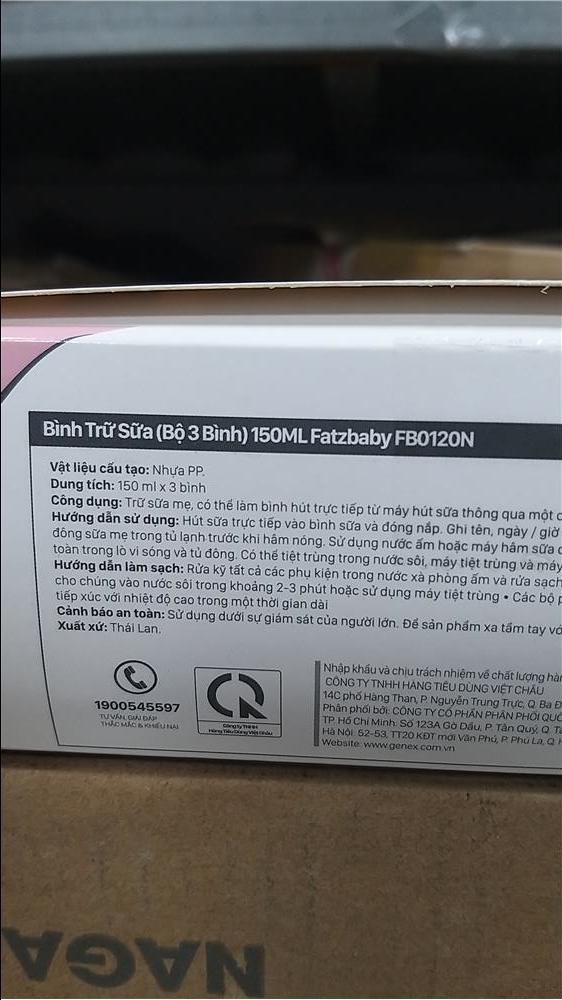 Bình Trữ Sữa (Bộ 3 Bình) 150ML Fatzbaby FB0120N
Vật liệu cấu tạo: Nhựa PP.
Dung tích: 150 ml x 3 bình
Công dụng: Trữ sữa mẹ, có thể làm bình hút trực tiếp từ máy hút sữa thông qua một
Hướng dẫn sử dụng: Hút sữa trực tiếp vào bình sữa và đóng nắp. Ghi tên, ngày / giờ
đông sữa mẹ trong tủ lạnh trước khi hâm nóng. Sử dụng nước ấm hoặc máy hâm sữa
toàn trong lò vi sóng và tủ đông. Có thể tiệt trùng trong nước sôi, máy tiệt trùng và máy
Hướng dẫn làm sạch: Rửa kỹ tất cả các phụ kiện trong nước xà phòng ấm và rửa sạch
cho chúng vào nước sôi trong khoảng 2-3 phút hoặc sử dụng máy tiệt trùng • Các bộ
tiếp xúc với nhiệt độ cao trong một thời gian dài
Cảnh báo an toàn: Sử dụng dưới sự giám sát của người lớn. Để sản phẩm xa tầm tay
Xuất xứ: Thái Lan.
1900545597
TƯ VẤN, GIẢI ĐÁP
THẮC MẮC & KHIẾU NẠI
Công ty TNHH
Hàng Tiêu Dùng Việt Châu
Nhập khẩu và chịu trách nhiệm về chất lượng
CÔNG TY TNHH HÀNG TIÊU DÙNG VIỆT CHÂU
14C phố Hàng Than, P. Nguyễn Trung Trực, Q. Ba
Phân phối bởi: CÔNG TY CỔ PHẦN PHÂN PHỐI
TP. Hồ Chí Minh: Số 123A Gò Dầu, P. Tân Quý, Q.
Hà Nội: 52-53, TT20 KĐT mới Văn Phú, P. Phú La, Q.
Website: www.genex.com.vn
NAGA